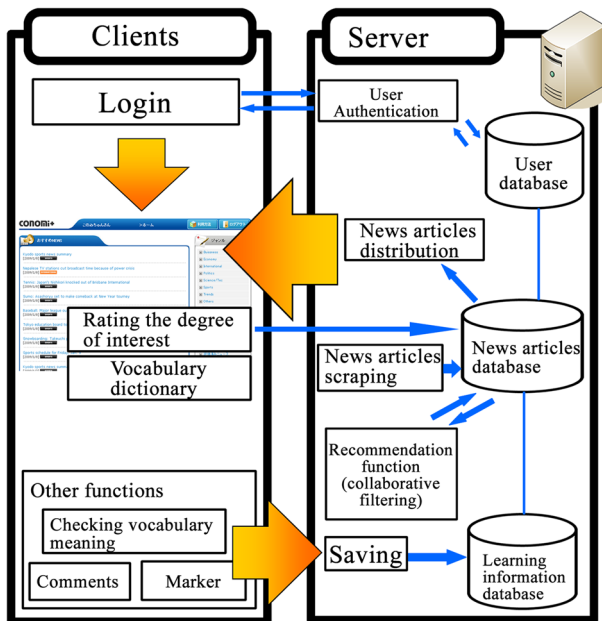 Clients
Server
Login
User
Authentication
User
database
conomi+
News articles
distribution
Rating the degree
of interest
Vocabulary
dictionary
News articles
scraping
News articles
database
Recommendation
function
(collaborative
filtering)
Other functions
Checking vocabulary
meaning
Comments
Marker
Saving
Learning
information
database